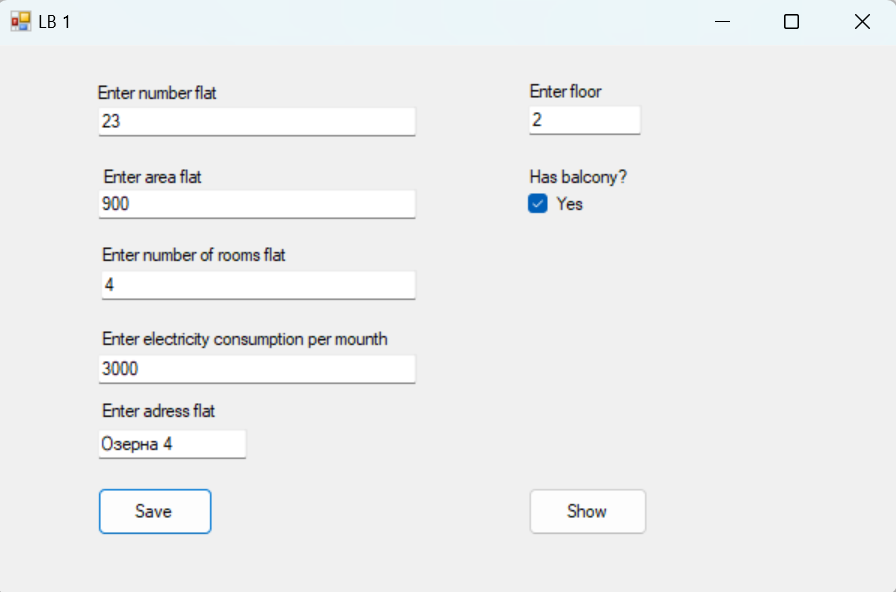 LB 1
Enter number flat
23
Enter area flat
900
Enter number of rooms flat
4
Enter electricity consumption per mounth
3000
Enter adress flat
Озерна 4
Save
Enter floor
2
Has balcony?
Yes
Show